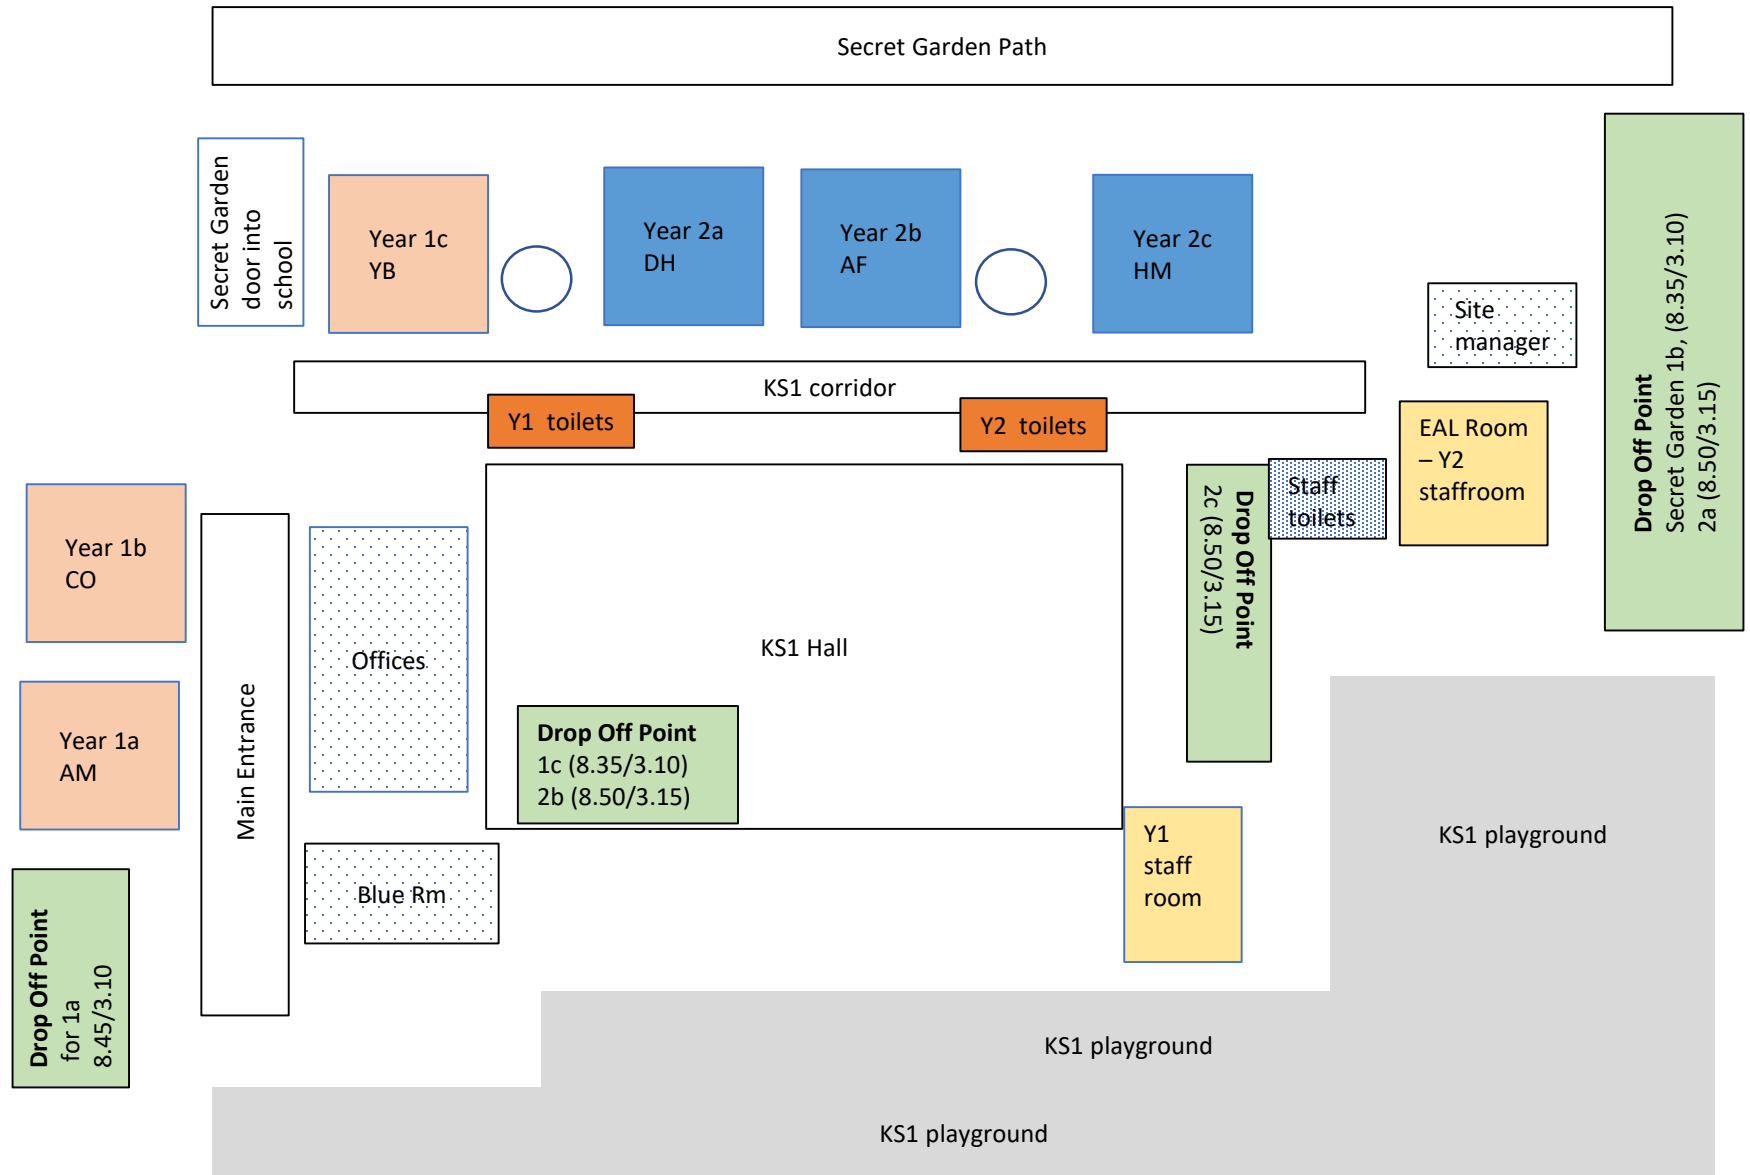 Secret Garden Path
Secret Garden
door into
school
Year 1c
YB
Year 2a
DH
Year 2b
AF
Year 2c
HM
Site
manager
Drop Off Point
Secret Garden 1b, (8.35/3.10)
2a (8.50/3.15)
KS1 corridor
Y1  toilets
Y2  toilets
EAL Room
– Y2
staffroom
Staff
toilets
Drop Off Point
2c (8.50/3.15)
Year 1b
CO
Year 1a
AM
Main Entrance
Offices
KS1 Hall
Drop Off Point
1c (8.35/3.10)
2b (8.50/3.15)
Blue Rm
Y1
staff
room
Drop Off Point
for 1a
8.45/3.10
KS1 playground
KS1 playground
KS1 playground